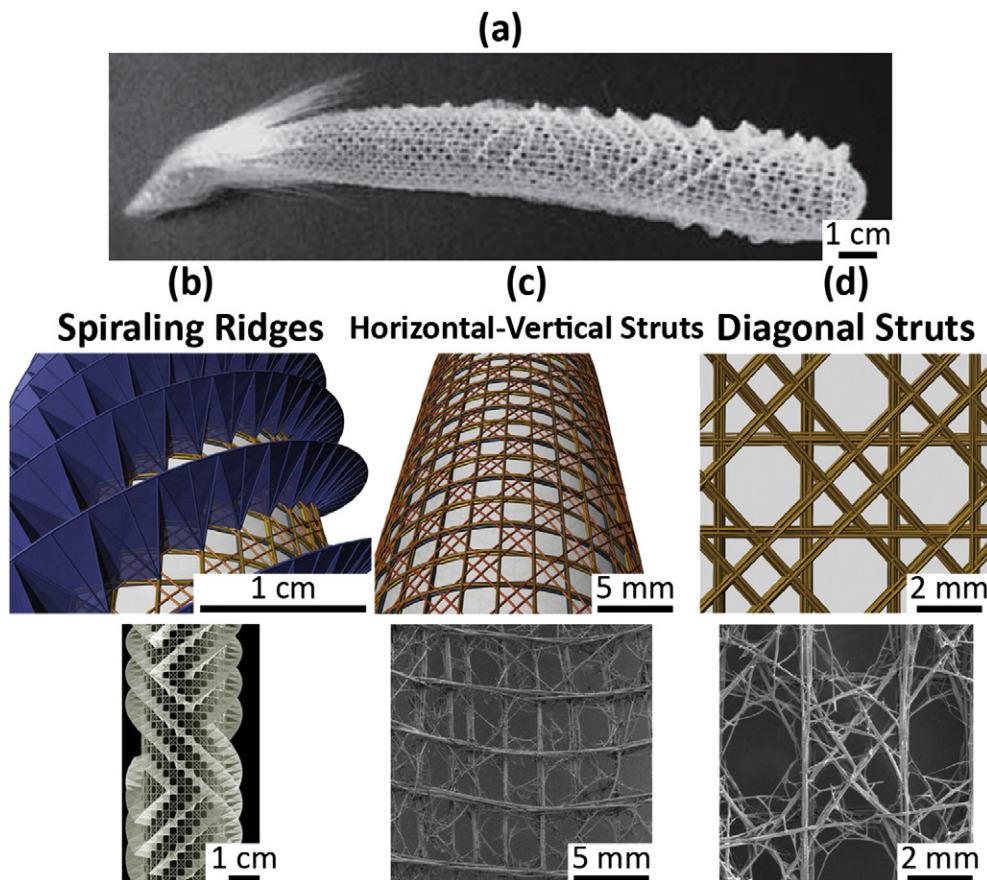 (a)
1 cm
(b) (c) (d)
Spiraling Ridges Horizontal-Vertical Struts Diagonal Struts
1 cm 5 mm 2 mm
1 cm 5 mm 2 mm